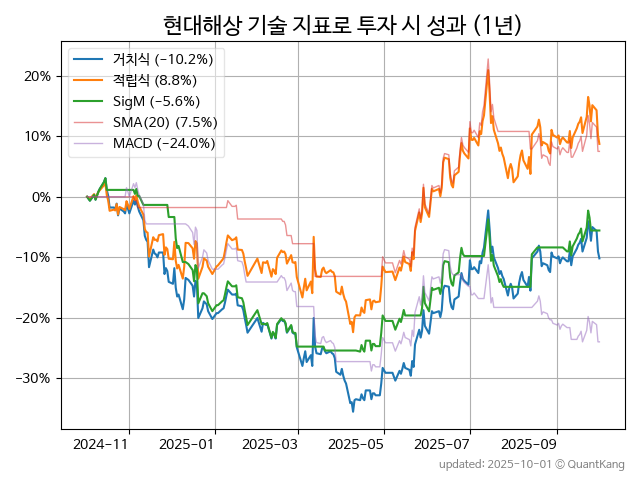 현대해상 기술 지표로 투자 시 성과 (1년)
거치식 (−10.2%)
적립식 (8.8%)
SigM (−5.6%)
SMA(20) (7.5%)
MACD (−24.0%)
20%
10%
0%
−10%
−20%
−30%
2024-11
2025-01
2025-03
2025-05
2025-07
2025-09
updated: 2025-10-01 © QuantKang